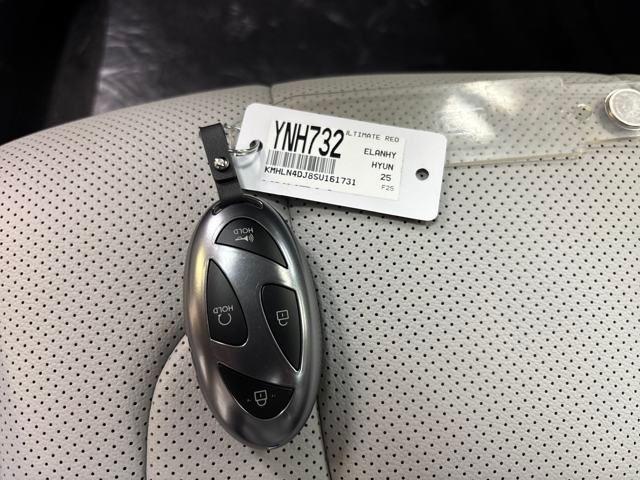 YNH732
ULTIMATE RED
ELANHY
HYUN
25
KMHLN4DJ8SU161731
F25
HOLD
HOLD